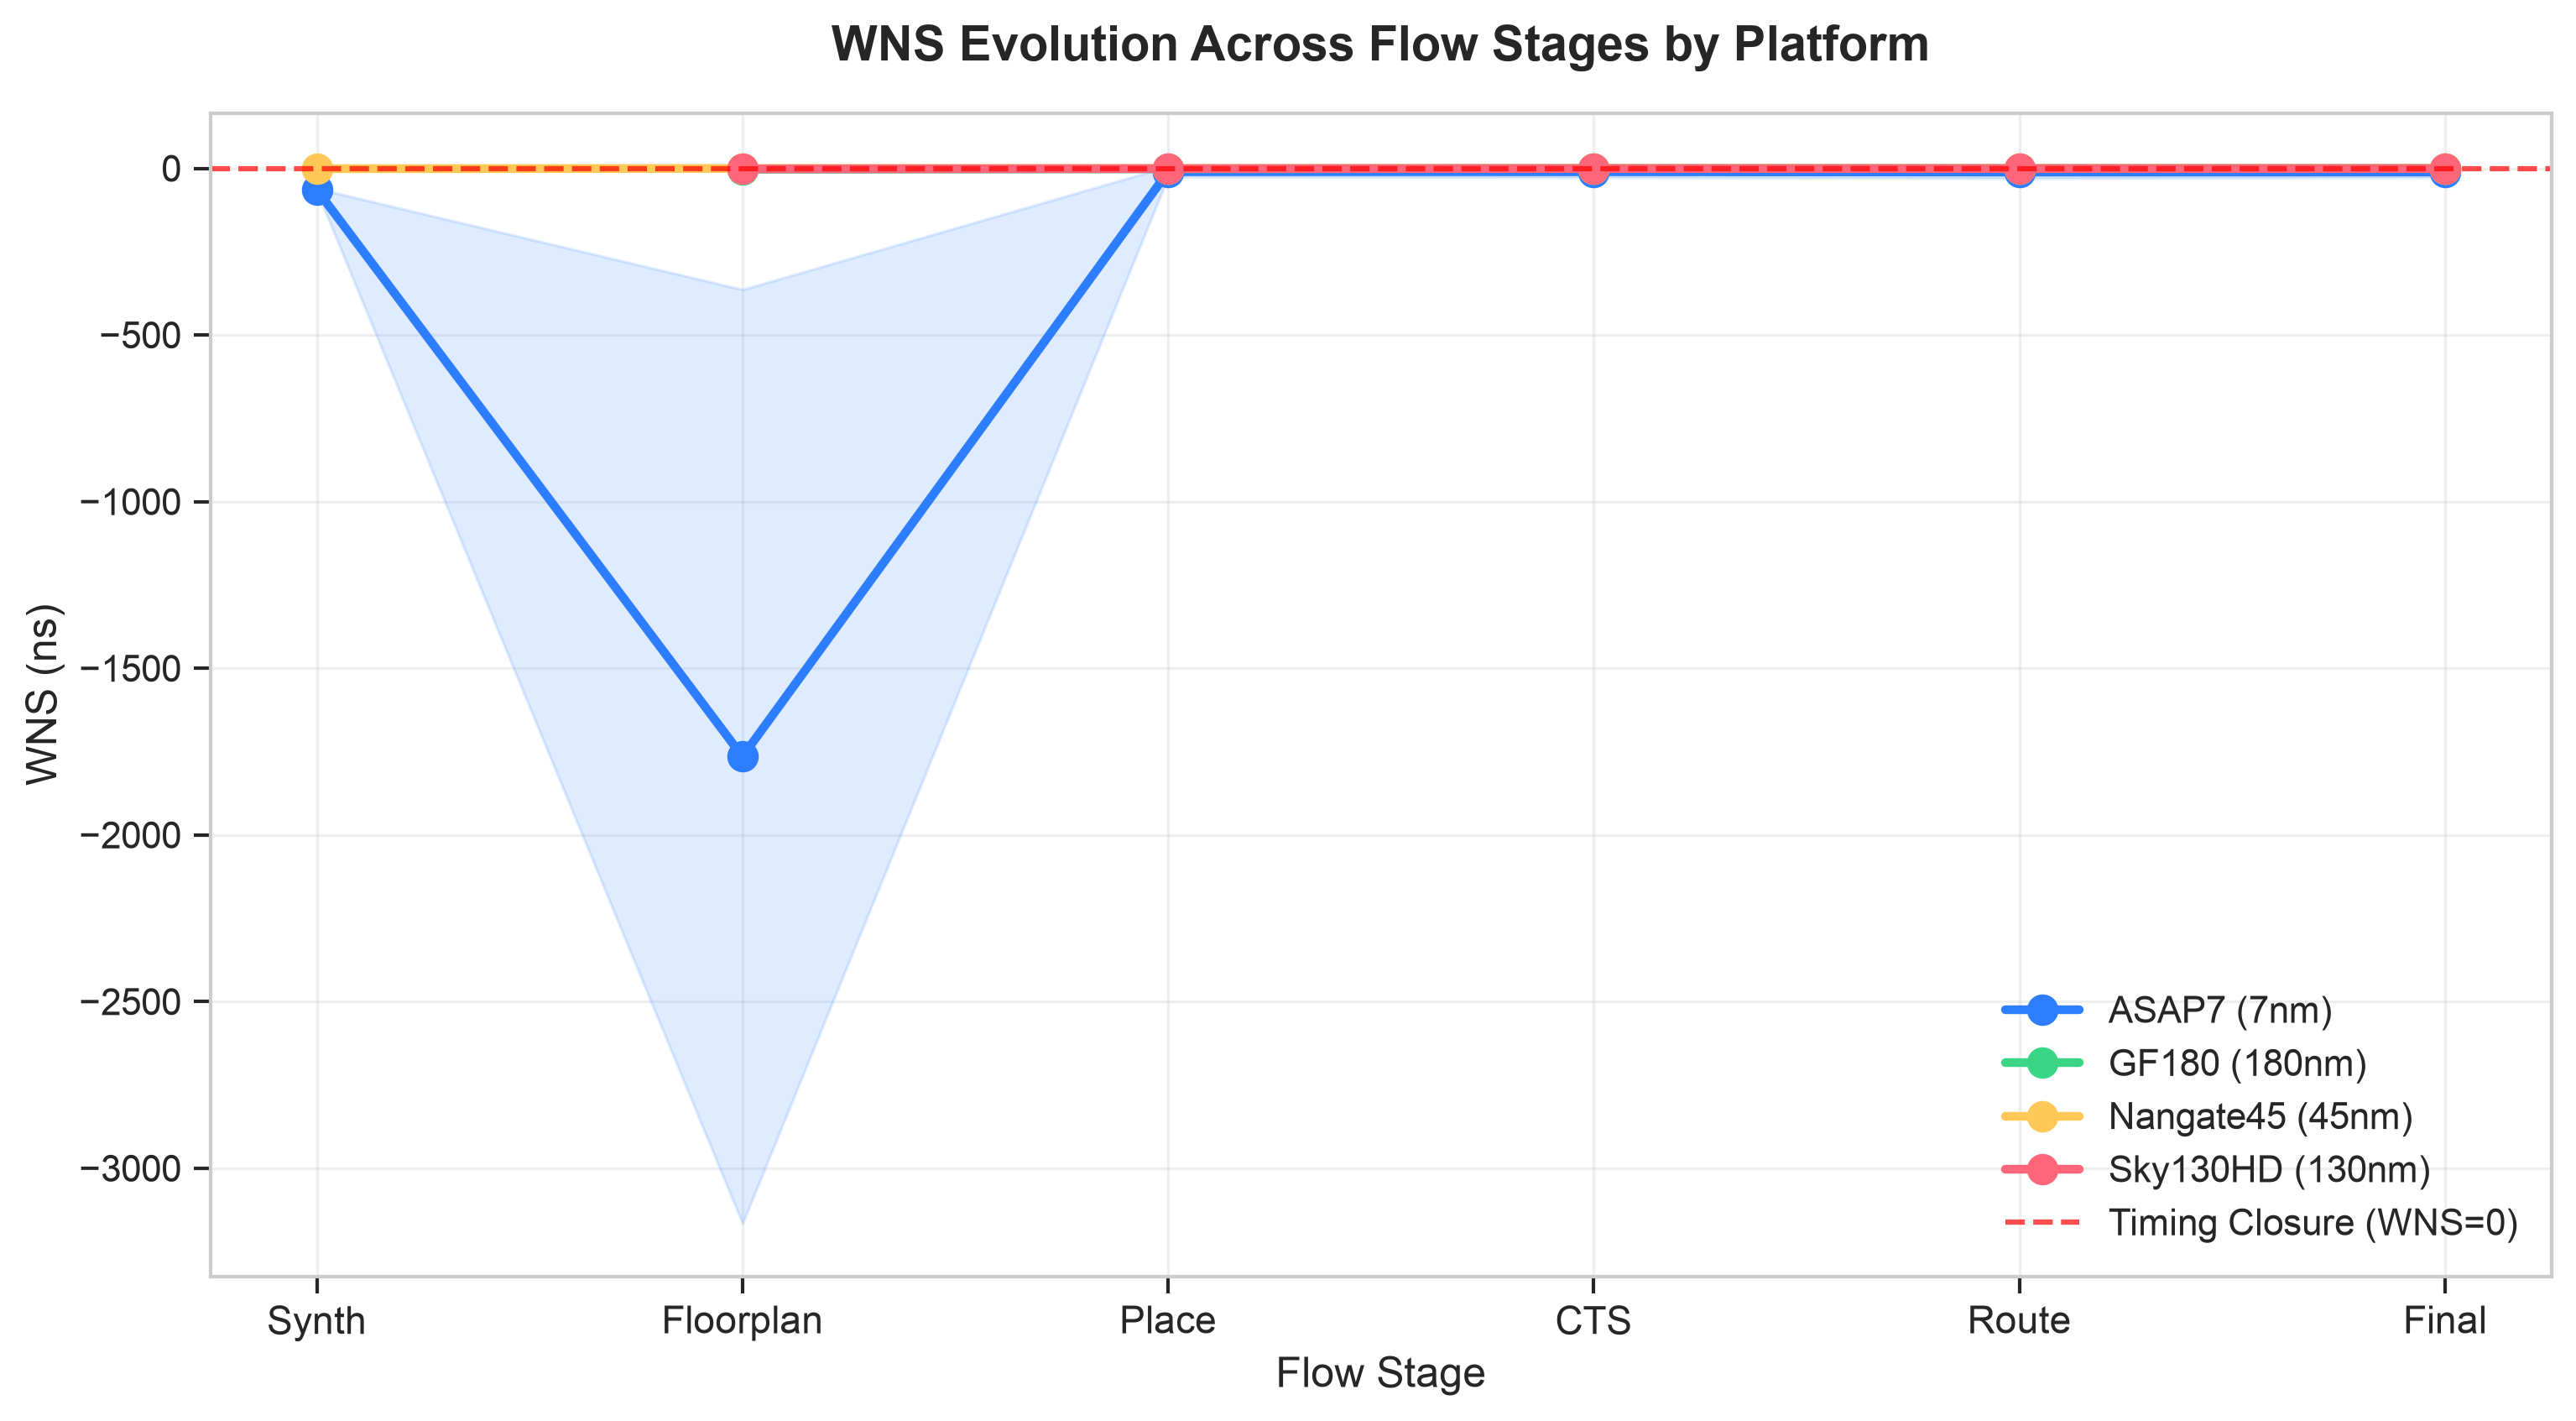 WNS Evolution Across Flow Stages by Platform
WNS (ns)
0
−500
−1000
−1500
−2000
−2500
−3000
ASAP7 (7nm)
GF180 (180nm)
Nangate45 (45nm)
Sky130HD (130nm)
Timing Closure (WNS=0)
Synth Floorplan Place CTS Route Final
Flow Stage